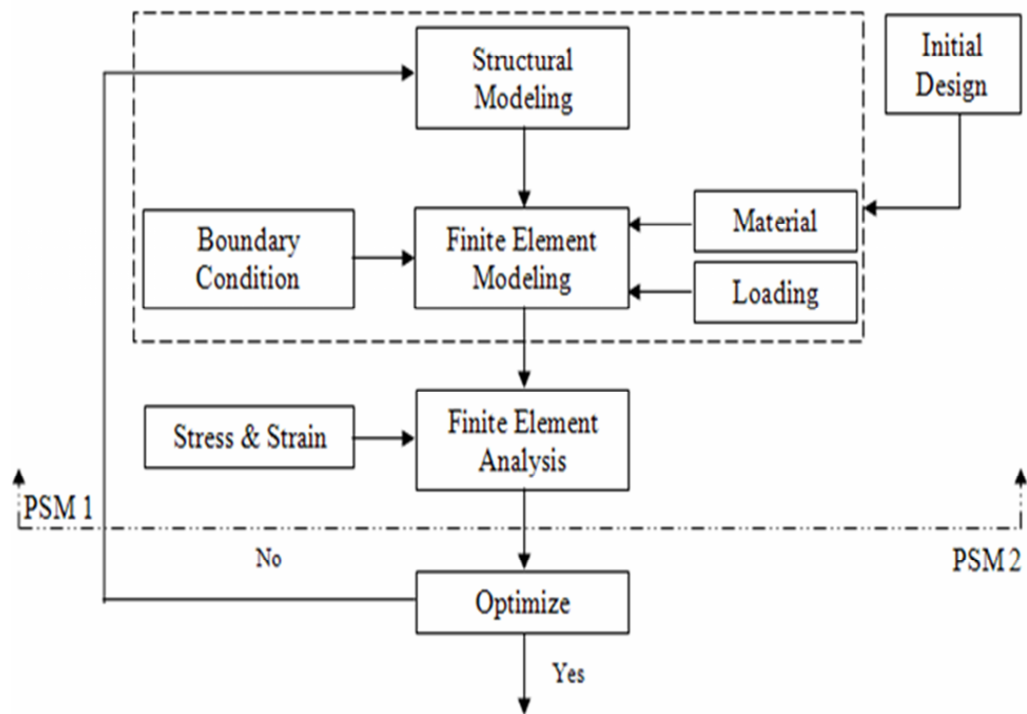 Structural
Modeling
Initial
Design
Boundary
Condition
Finite Element
Modeling
Material
Loading
Stress & Strain
Finite Element
Analysis
PSM 1
No
PSM 2
Optimize
Yes